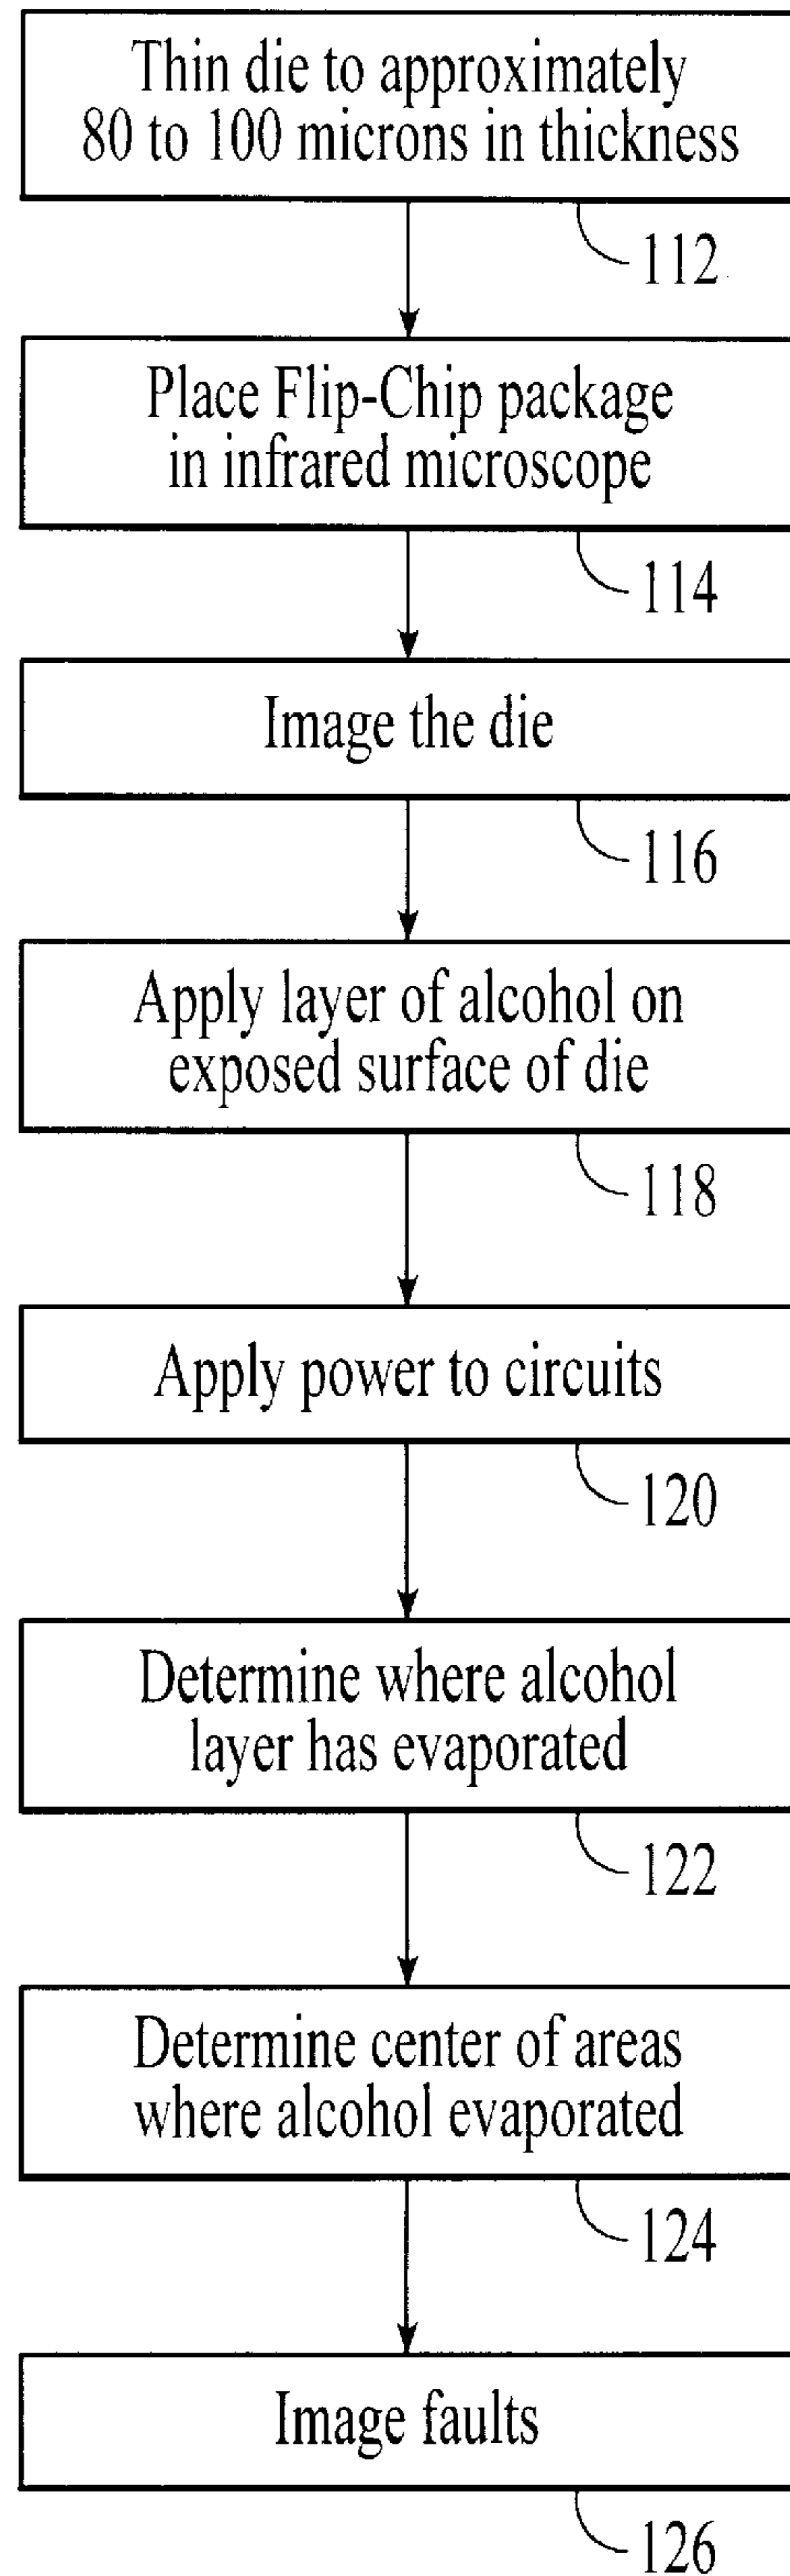 Thin die to approximately
80 to 100 microns in thickness
112
Place Flip-Chip package
in infrared microscope
114
Image the die
116
Apply layer of alcohol on
exposed surface of die
118
Apply power to circuits
120
Determine where alcohol
layer has evaporated
122
Determine center of areas
where alcohol evaporated
124
Image faults
126